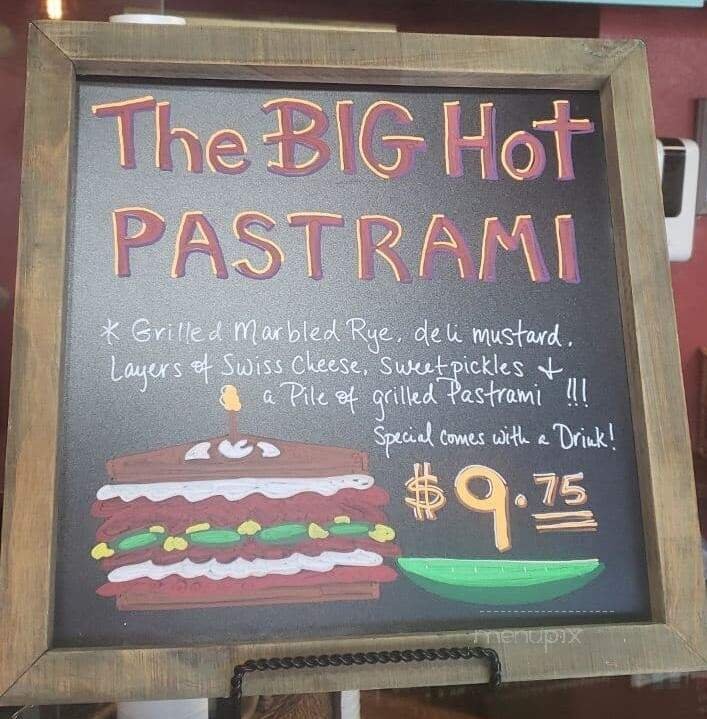 The BIG Hot
PASTRAMI
* Grilled Marbled Rye, deli mustard.
Layers of Swiss Cheese, Sweet pickles +
a Pile of grilled Pastrami !!!
Special comes with a Drink!
$9.75
menupix